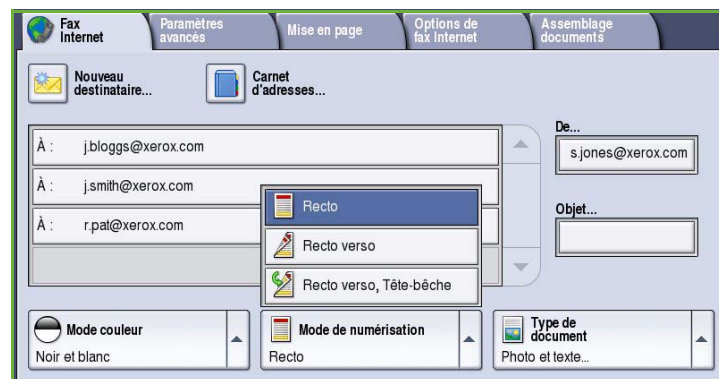 Fax
Internet
Paramètres
avancés
Mise en page
Options de
fax Internet
Assemblage
documents
Nouveau
destinataire...
Carnet
d'adresses...
À : j.bloggs@xerox.com
À : j.smith@xerox.com
À : r.pat@xerox.com
De...
s.jones@xerox.com
Objet...
Recto
Recto verso
Recto verso, Tête-bêche
Mode couleur
Noir et blanc
Mode de numérisation
Recto
Type de
document
Photo et texte...